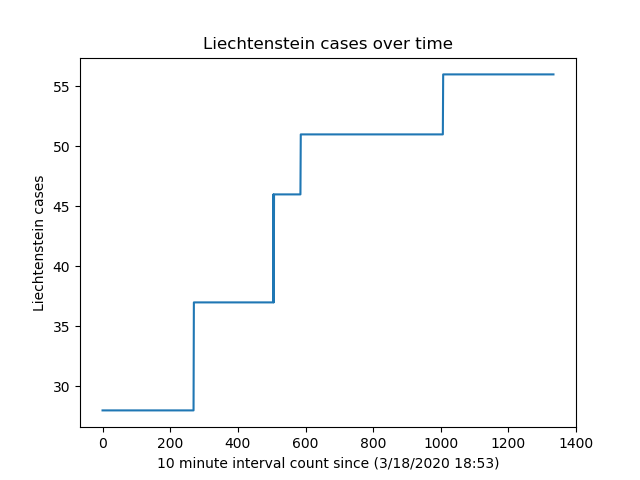 Liechtenstein cases over time
Liechtenstein cases
55
50
45
40
35
30
0 200 400 600 800 1000 1200 1400
10 minute interval count since (3/18/2020 18:53)